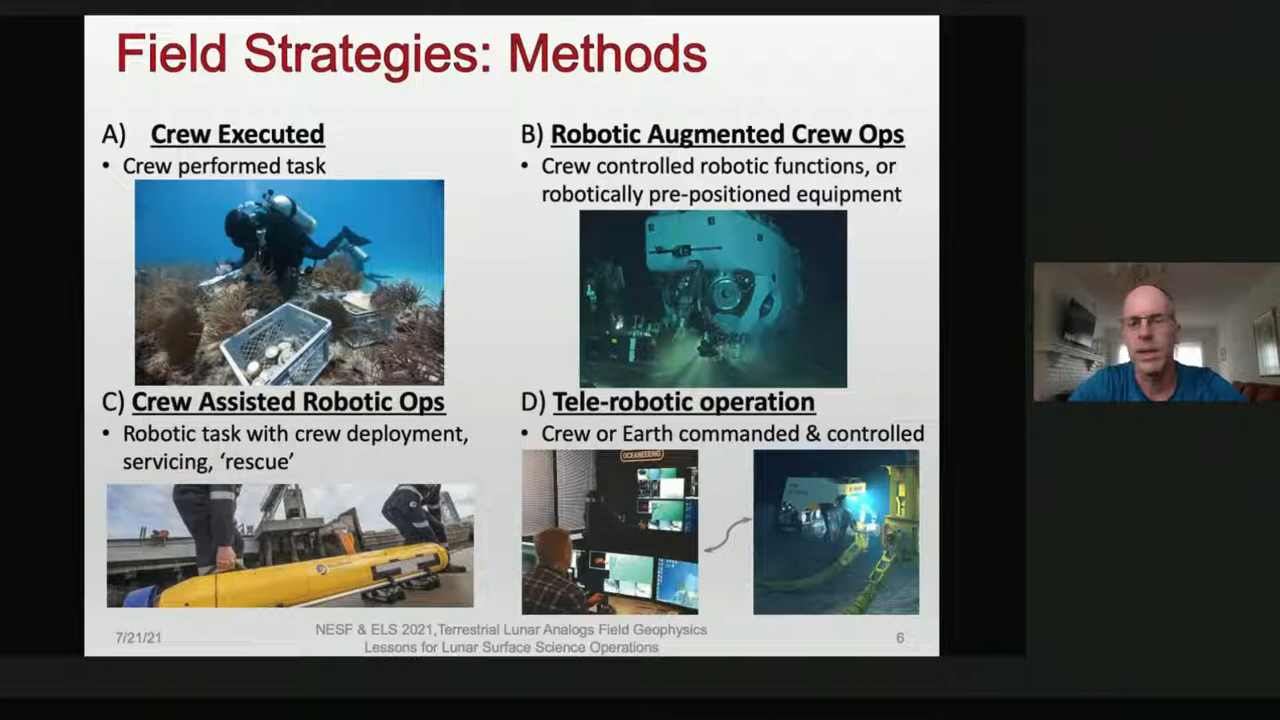 Field Strategies: Methods
A) Crew Executed
• Crew performed task
B) Robotic Augmented Crew Ops
• Crew controlled robotic functions, or
robotically pre-positioned equipment
C) Crew Assisted Robotic Ops
• Robotic task with crew deployment,
servicing, ‘rescue’
D) Tele-robotic operation
• Crew or Earth commanded & controlled
OCEANEERING
7/21/21
NESF & ELS 2021,Terrestrial Lunar Analogs Field Geophysics
Lessons for Lunar Surface Science Operations
6